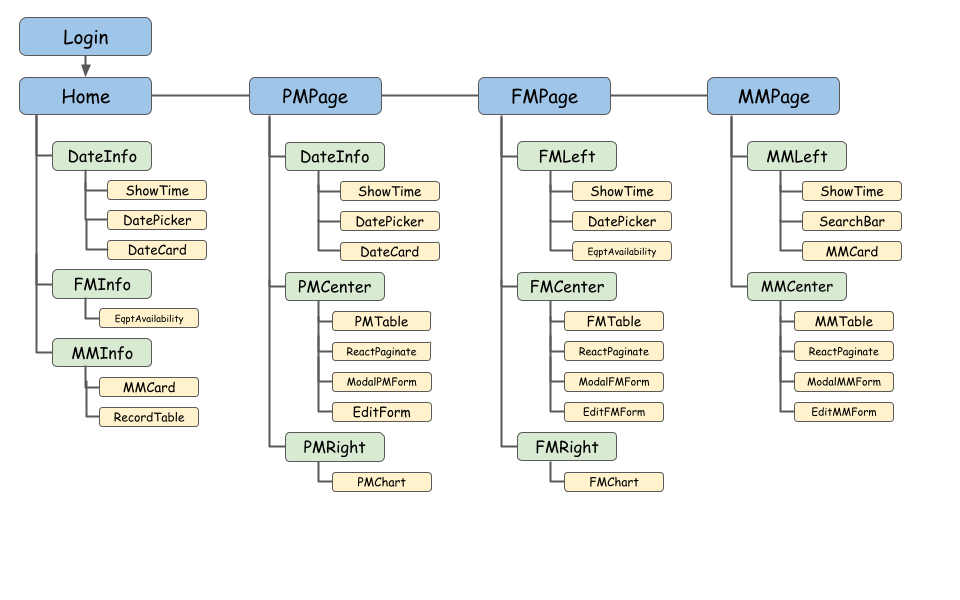 Login
Home
PMPage
FMPage
MMPage
DateInfo
ShowTime
DatePicker
DateCard
FMInfo
EqptAvailability
MMInfo
MMCard
RecordTable
DateInfo
ShowTime
DatePicker
DateCard
PMCenter
PMTable
ReactPaginate
ModalPMForm
EditForm
PMRight
PMChart
FMLeft
ShowTime
DatePicker
EqptAvailability
FMCenter
FMTable
ReactPaginate
ModalFMForm
EditFMForm
FMRight
FMChart
MMLeft
ShowTime
SearchBar
MMCard
MMCenter
MMTable
ReactPaginate
ModalMMForm
EditMMForm